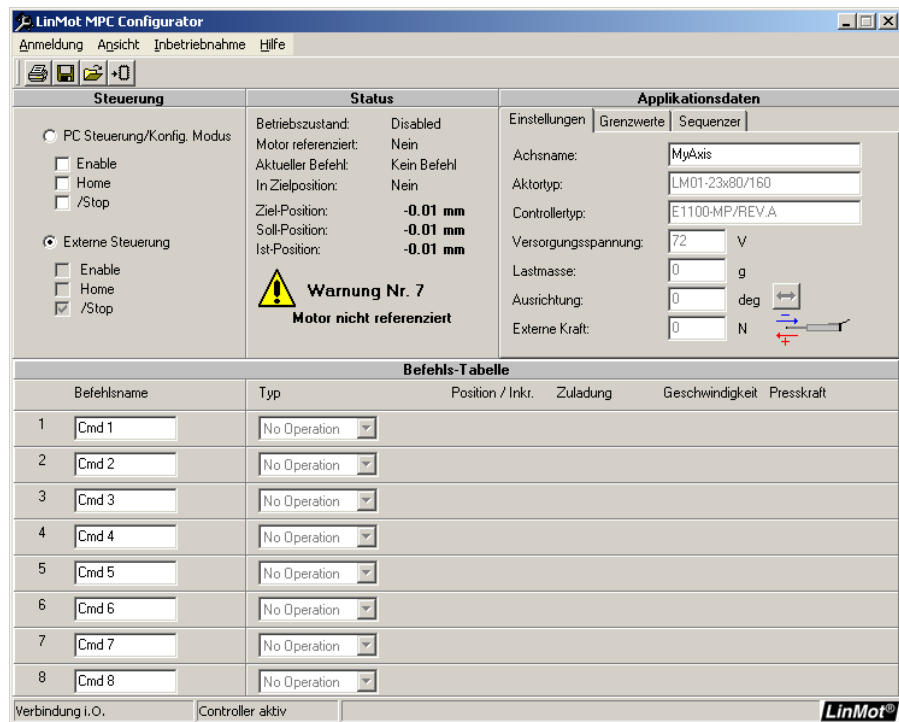 LinMot MPC Configurator
Anmeldung Ansicht Inbetriebnahme Hilfe
Steuerung
PC Steuerung/Konfig. Modus
Enable
Home
/Stop
Externe Steuerung
Enable
Home
/Stop
Status
Betriebszustand: Disabled
Motor referenziert: Nein
Aktueller Befehl: Kein Befehl
In Zielposition: Nein
Ziel-Position: -0.01 mm
Soll-Position: -0.01 mm
Ist-Position: -0.01 mm
Warnung Nr. 7
Motor nicht referenziert
Applikationsdaten
Einstellungen Grenzwerte Sequenzer
Achsname: MyAxis
Aktortyp: LM01-23x80/160
Controllertyp: E1100-MP/REV.A
Versorgungsspannung: 72 V
Lastmasse: 0 g
Ausrichtung: 0 deg
Externe Kraft: 0 N
Befehls-Tabelle
Befehlsname Typ Position / Inkr. Zuladung Geschwindigkeit Presskraft
1 Cmd 1 No Operation
2 Cmd 2 No Operation
3 Cmd 3 No Operation
4 Cmd 4 No Operation
5 Cmd 5 No Operation
6 Cmd 6 No Operation
7 Cmd 7 No Operation
8 Cmd 8 No Operation
Verbindung i.O. Controller aktiv LinMot®